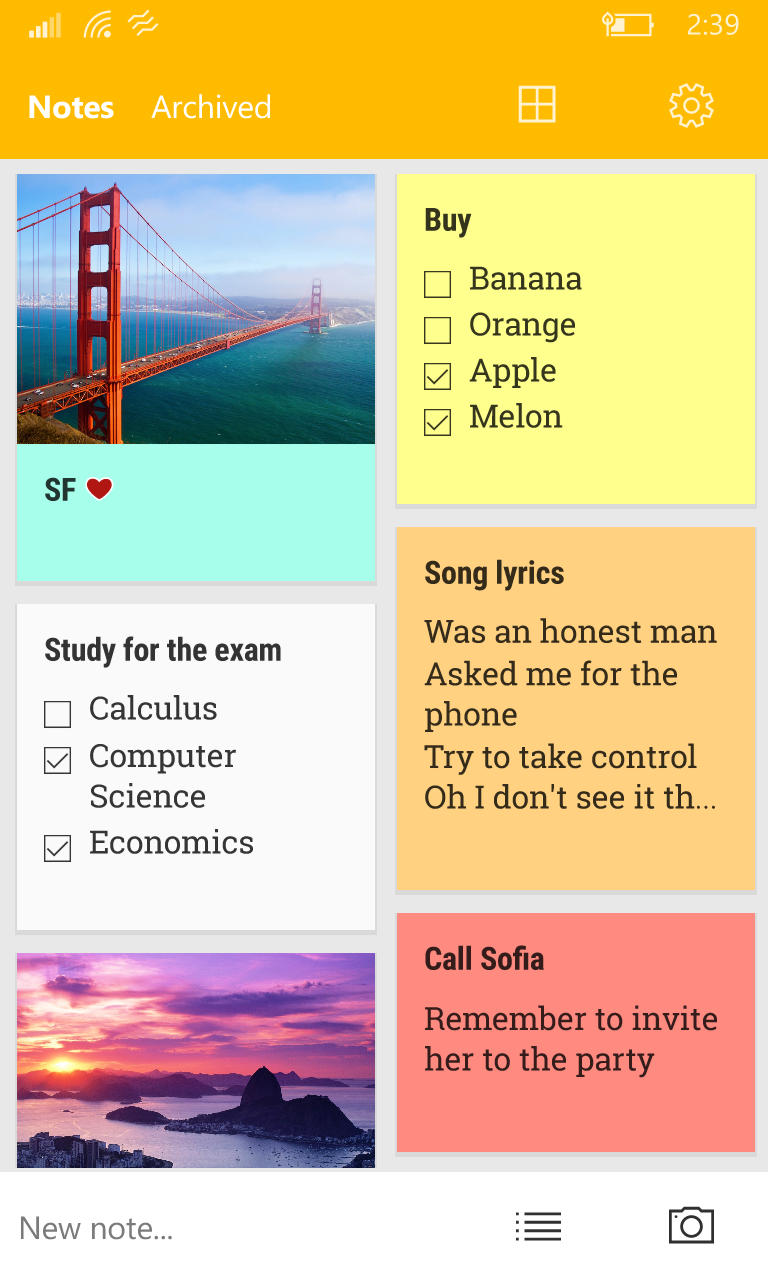 2:39
Notes Archived
SF ❤
Study for the exam
Calculus
Computer
Science
Economics
Buy
Banana
Orange
Apple
Melon
Song lyrics
Was an honest man
Asked me for the
phone
Try to take control
Oh I don't see it th...
Call Sofia
Remember to invite
her to the party
New note...